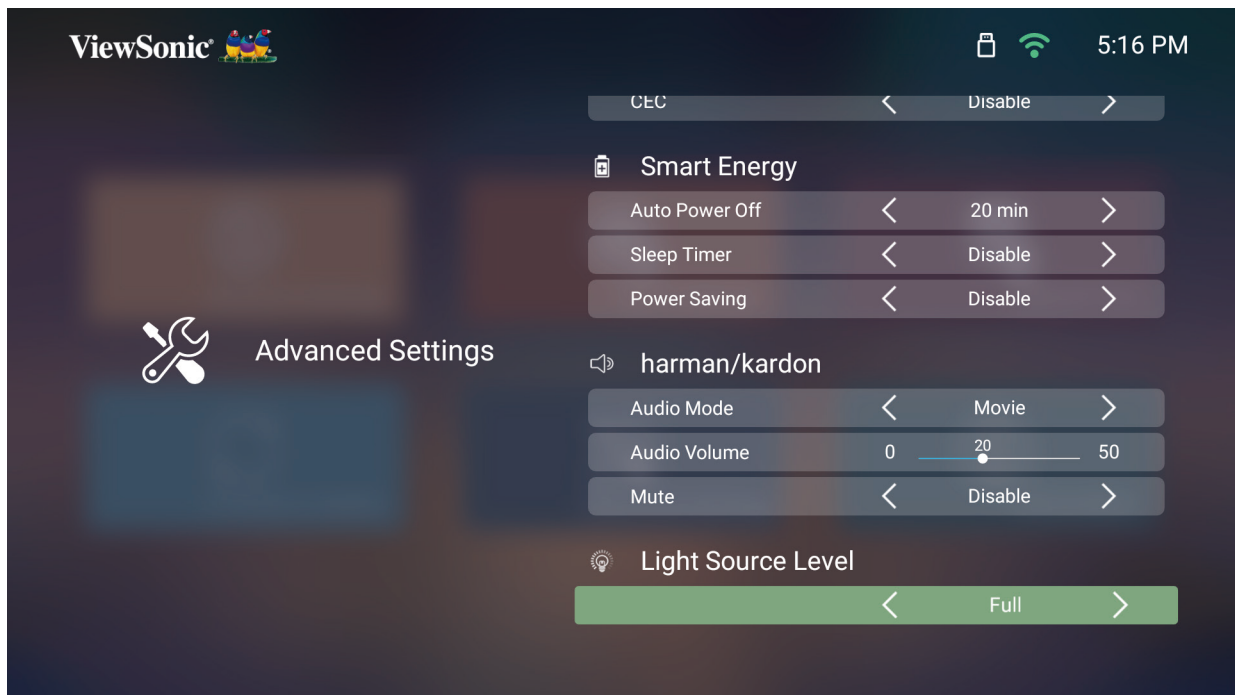 ViewSonic®
5:16 PM
CEC Disable
Smart Energy
Auto Power Off 20 min
Sleep Timer Disable
Power Saving Disable
Advanced Settings
harman/kardon
Audio Mode Movie
Audio Volume 0 20 50
Mute Disable
Light Source Level
Full